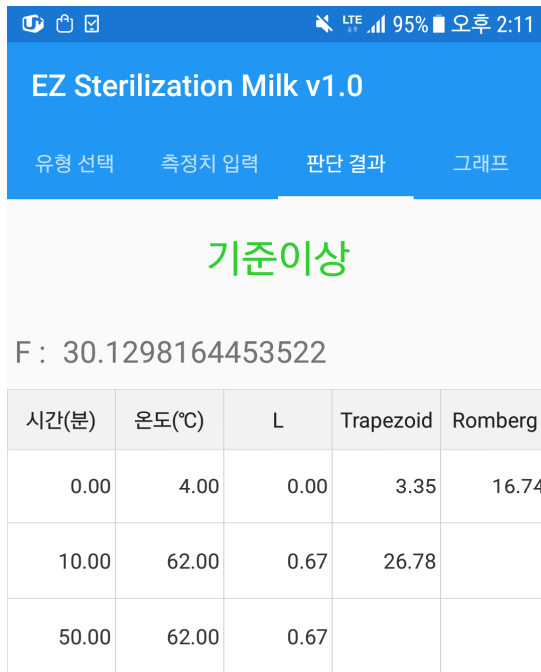 LTE 95% 오후 2:11
EZ Sterilization Milk v1.0
유형 선택 측정치 입력 판단 결과 그래프
기준이상
F : 30.1298164453522
시간(분) 온도(℃) L Trapezoid Romberg
0.00 4.00 0.00 3.35 16.74
10.00 62.00 0.67 26.78
50.00 62.00 0.67